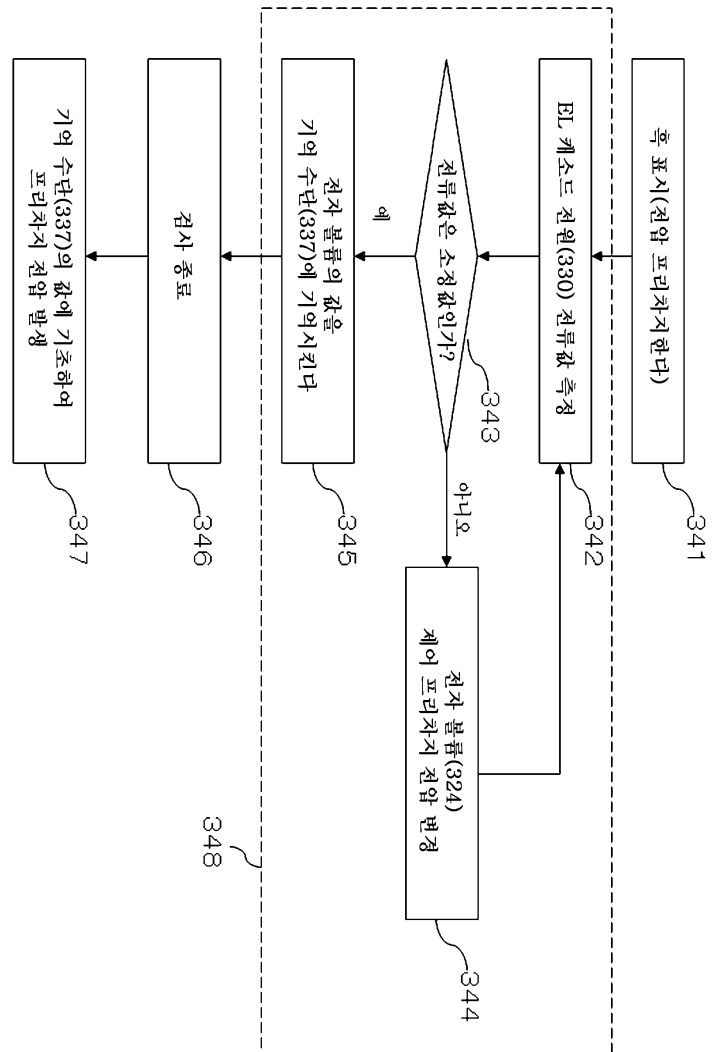 흑 표시(전압 프리차지한다)
341
EL 캐소드 전원(330) 전류값 측정
342
전류값은 소정값인가?
343
아니오
예
전자 볼륨(324)
제어 프리차지 전압 변경
344
전자 볼륨의 값을
기억 수단(337)에 기억시킨다
345
검사 종료
346
기억 수단(337)의 값에 기초하여
프리차지 전압 발생
347
348